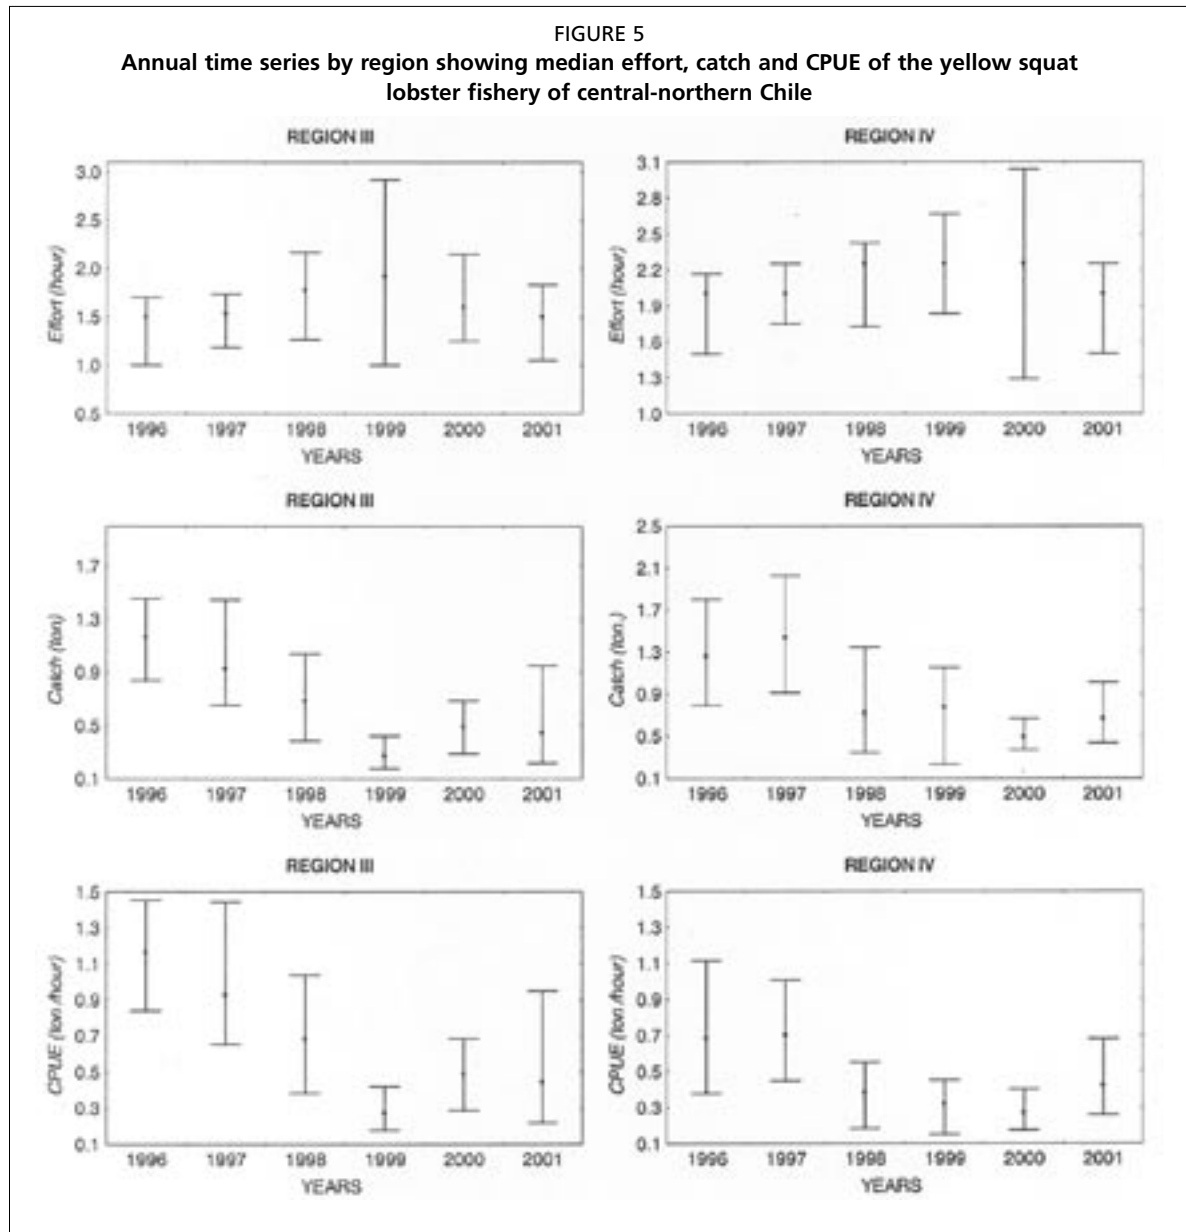 FIGURE 5
Annual time series by region showing median effort, catch and CPUE of the yellow squat
lobster fishery of central-northern Chile
REGION III
3.0
2.5
2.0
1.5
1.0
0.5
Effort (hour)
1996 1997 1998 1999 2000 2001
YEARS
REGION IV
3.1
2.8
2.5
2.2
1.9
1.6
1.3
1.0
Effort (hour)
1996 1997 1998 1999 2000 2001
YEARS
REGION III
1.7
1.3
0.9
0.5
0.1
Catch (ton)
1996 1997 1998 1999 2000 2001
YEARS
REGION IV
2.5
2.1
1.7
1.3
0.9
0.5
0.1
Catch (ton.)
1996 1997 1998 1999 2000 2001
YEARS
REGION III
1.5
1.3
1.1
0.9
0.7
0.5
0.3
0.1
CPUE (ton /hour)
1996 1997 1998 1999 2000 2001
YEARS
REGION IV
1.5
1.3
1.1
0.9
0.7
0.5
0.3
0.1
CPUE (ton /hour)
1996 1997 1998 1999 2000 2001
YEARS